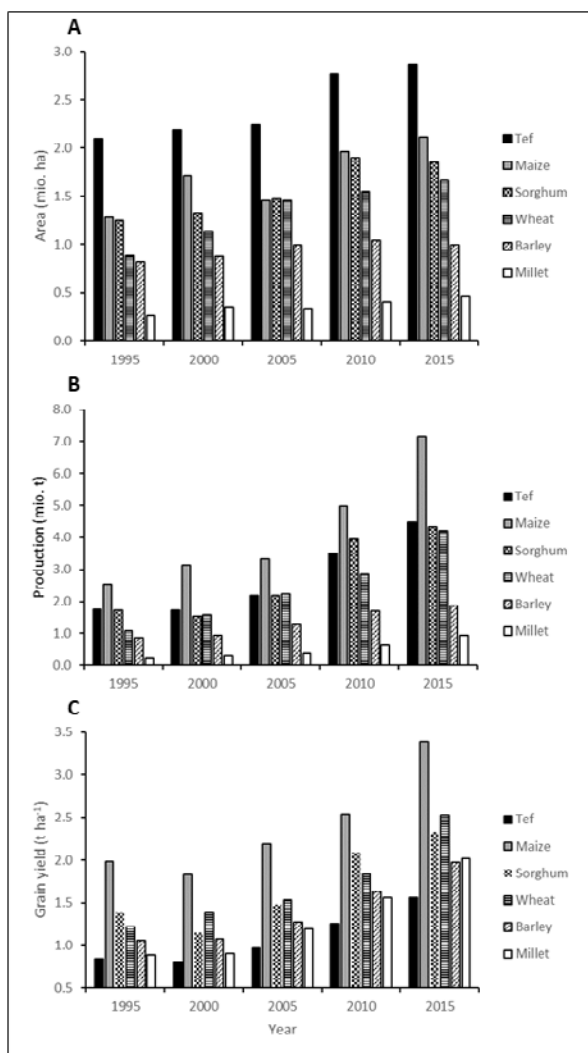 A
3.0
2.5
2.0
1.5
1.0
0.5
0.0
Area (mio. ha)
1995 2000 2005 2010 2015
Tef
Maize
Sorghum
Wheat
Barley
Millet
B
8.0
7.0
6.0
5.0
4.0
3.0
2.0
1.0
0.0
Production (mio. t)
1995 2000 2005 2010 2015
Tef
Maize
Sorghum
Wheat
Barley
Millet
C
3.5
3.0
2.5
2.0
1.5
1.0
0.5
Grain yield (t ha⁻¹)
1995 2000 2005 2010 2015
Year
Tef
Maize
Sorghum
Wheat
Barley
Millet